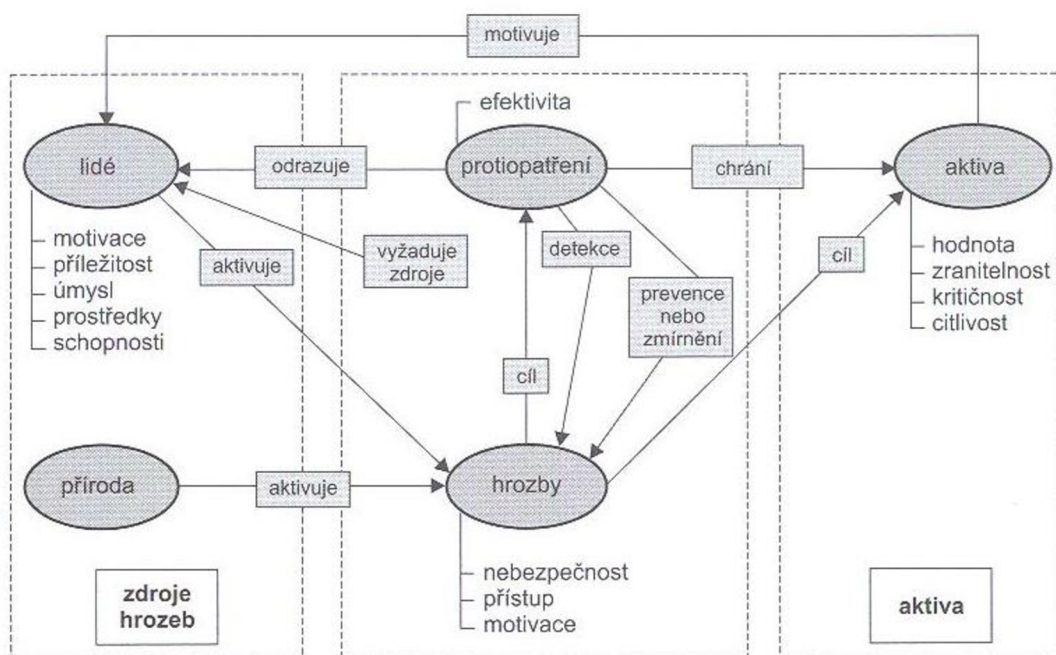 motivuje
efektivita
lidé
odrazuje
protiopatření
chrání
aktiva
motivace
příležitost
úmysl
prostředky
schopnosti
aktivuje
vyžaduje
zdroje
detekce
prevence
nebo
zmírnění
cíl
cíl
hodnota
zranitelnost
kritičnost
citlivost
příroda
aktivuje
hrozby
nebezpečnost
přístup
motivace
zdroje
hrozeb
aktiva